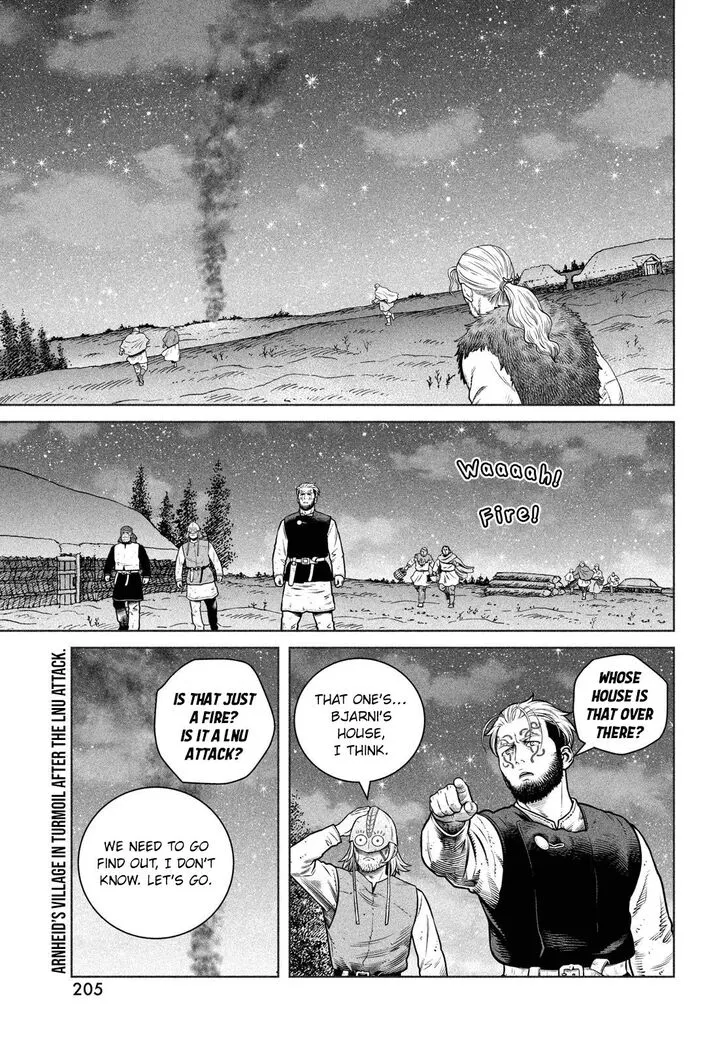 Waaaah!
Fire!
WHOSE
HOUSE IS
THAT OVER
THERE?
THAT ONE'S...
BJARNI'S
HOUSE,
I THINK.
IS THAT JUST
A FIRE?
IS IT A LNU
ATTACK?
WE NEED TO GO
FIND OUT, I DON'T
KNOW. LET'S GO.
ARNHEID'S VILLAGE IN TURMOIL AFTER THE LNU ATTACK.
205